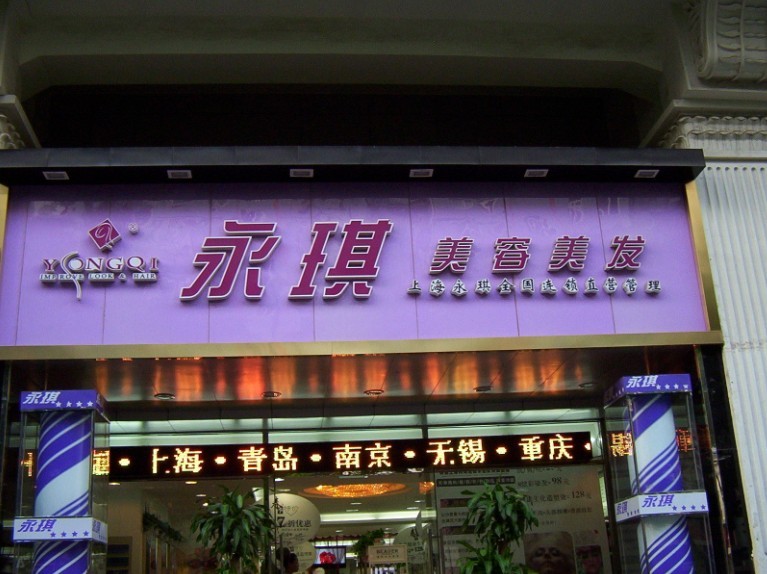 YONGQI
IMPROVE LOOK & HAIR
永琪
美容美发
上海永琪全国连锁直营管理
永琪
永琪
•上海•青岛•南京•无锡•重庆•
永琪
永琪